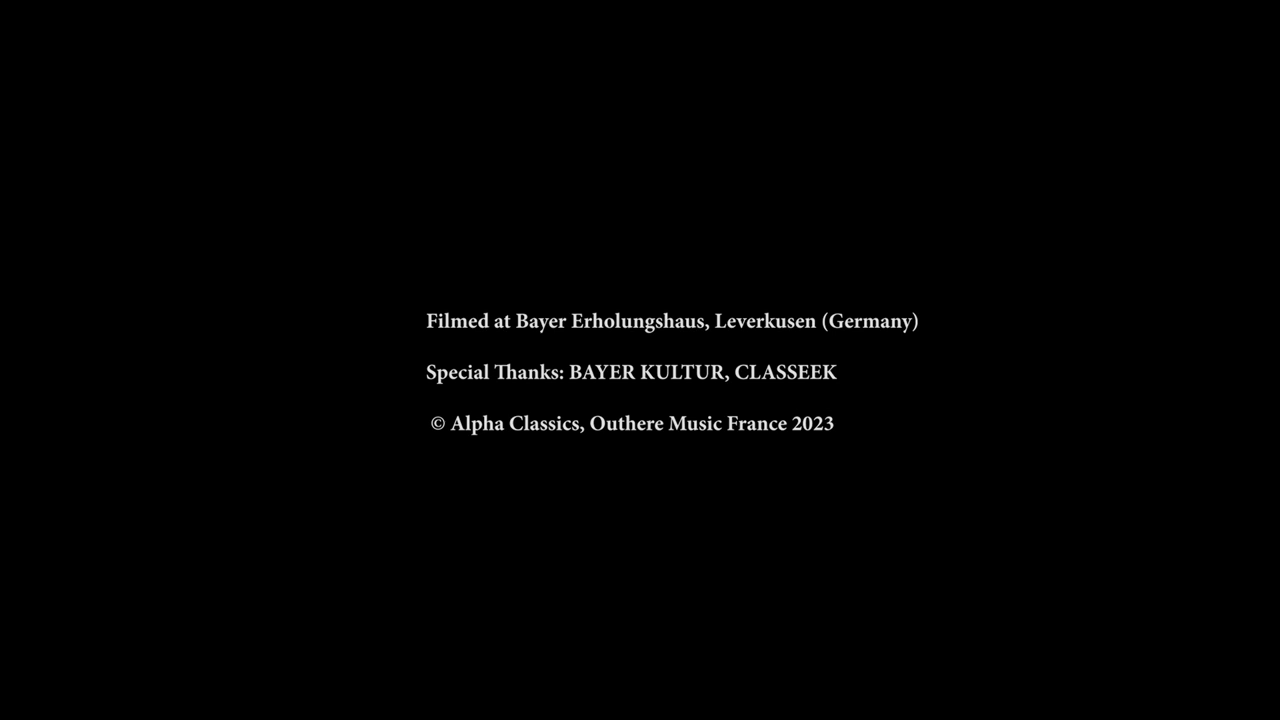 Filmed at Bayer Erholungshaus, Leverkusen (Germany)
Special Thanks: BAYER KULTUR, CLASSEEK
© Alpha Classics, Outhere Music France 2023